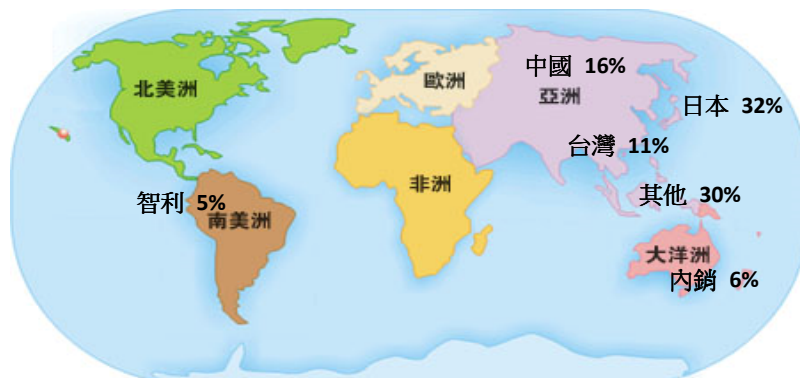 中國 16%
北美洲
歐洲
亞洲
日本 32%
台灣 11%
非洲
智利 5%
其他 30%
南美洲
大洋洲
內銷 6%